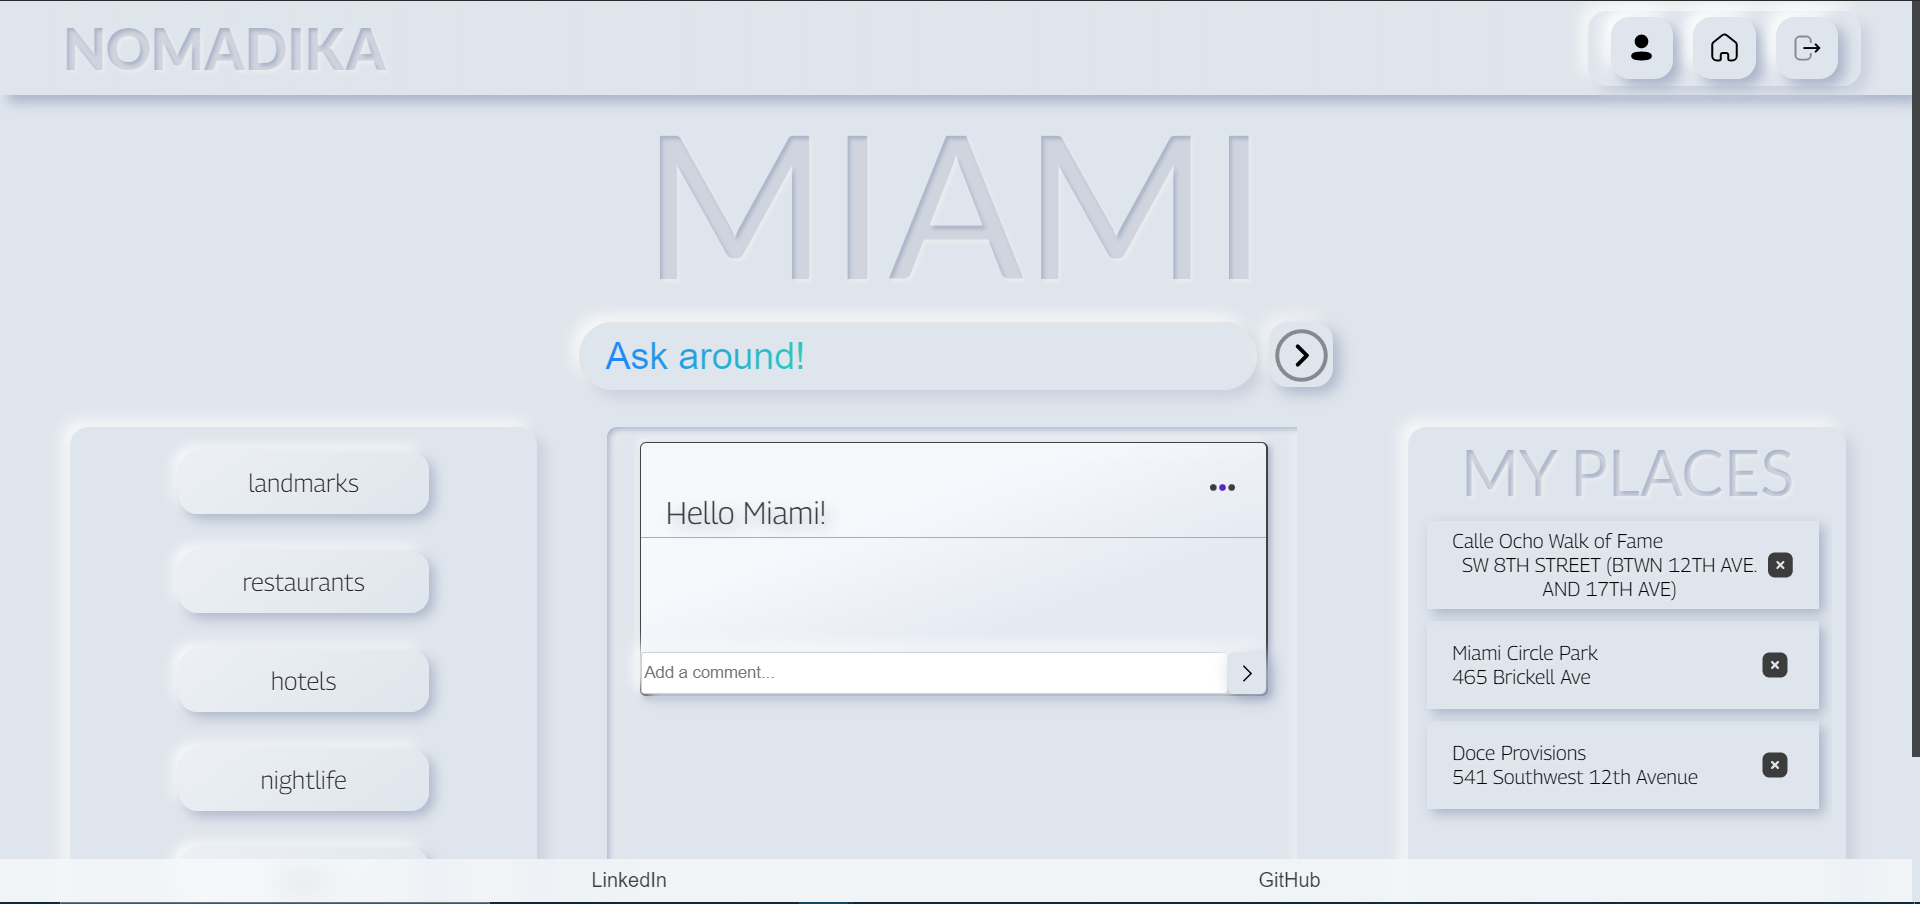 NOMADIKA
MIAMI
Ask around!
landmarks
restaurants
hotels
nightlife
Hello Miami!
Add a comment...
MY PLACES
Calle Ocho Walk of Fame
SW 8TH STREET (BTWN 12TH AVE.
AND 17TH AVE)
Miami Circle Park
465 Brickell Ave
Doce Provisions
541 Southwest 12th Avenue
LinkedIn
GitHub